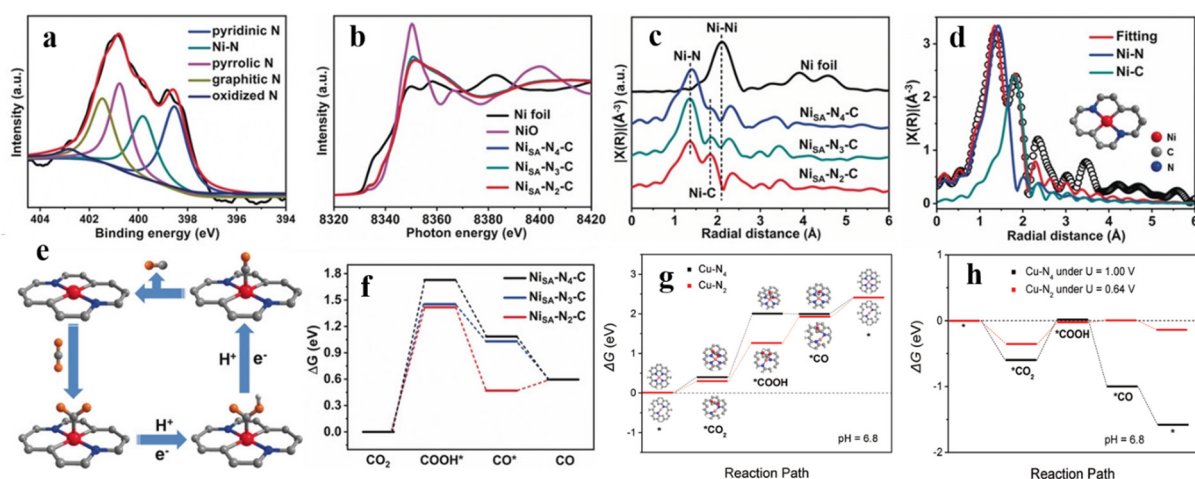 a
pyridinic N
Ni-N
pyrrolic N
graphitic N
oxidized N
Intensity (a.u.)
404 402 400 398 396 394
Binding energy (eV)
b
Ni foil
NiO
NiSA-N4-C
NiSA-N3-C
NiSA-N2-C
Intensity (a.u.)
8320 8340 8360 8380 8400 8420
Photon energy (eV)
c
Ni-Ni
Ni-N
Ni foil
NiSA-N4-C
NiSA-N3-C
NiSA-N2-C
Ni-C
|X(R)|(Å-3) (a.u.)
0 1 2 3 4 5 6
Radial distance (Å)
d
Fitting
Ni-N
Ni-C
Ni
C
N
|X(R)|(Å-3)
3
2
1
0
0 1 2 3 4 5 6
Radial distance (Å)
e
H+
e-
H+
e-
f
NiSA-N4-C
NiSA-N3-C
NiSA-N2-C
ΔG (eV)
1.8
1.5
1.2
0.9
0.6
0.3
0.0
CO2 COOH* CO* CO
g
Cu-N4
Cu-N2
ΔG (eV)
4
3
2
1
0
-1
*
*CO2
*COOH
*CO
*
pH = 6.8
Reaction Path
h
Cu-N4 under U = 1.00 V
Cu-N2 under U = 0.64 V
ΔG (eV)
1
0
-1
-2
*
*CO2
*COOH
*CO
*
pH = 6.8
Reaction Path